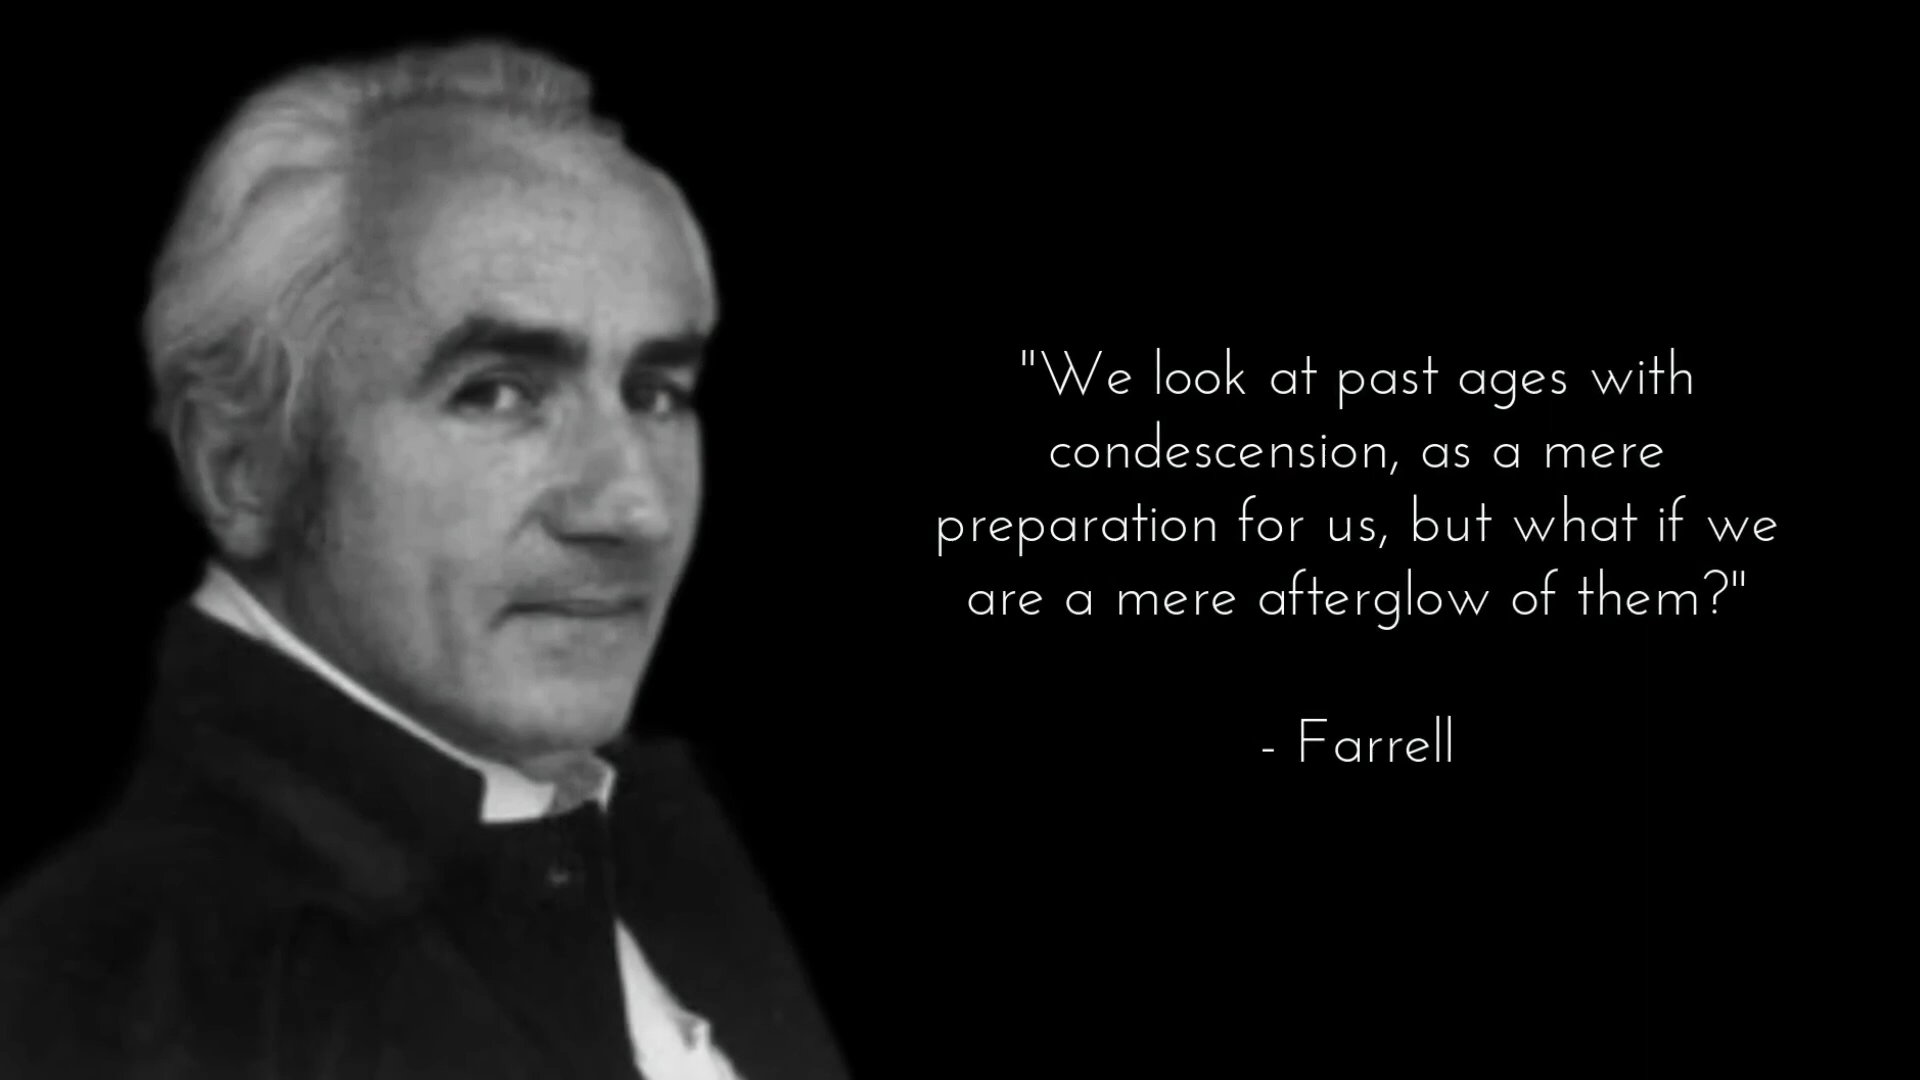 "We look at past ages with
condescension, as a mere
preparation for us, but what if we
are a mere afterglow of them?"
- Farrell